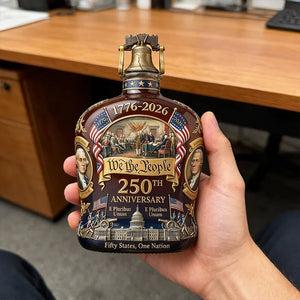 1776-2026
We the People
250TH
ANNIVERSARY
E Pluribus Unum
E Pluribus Unum
Fifty States, One Nation